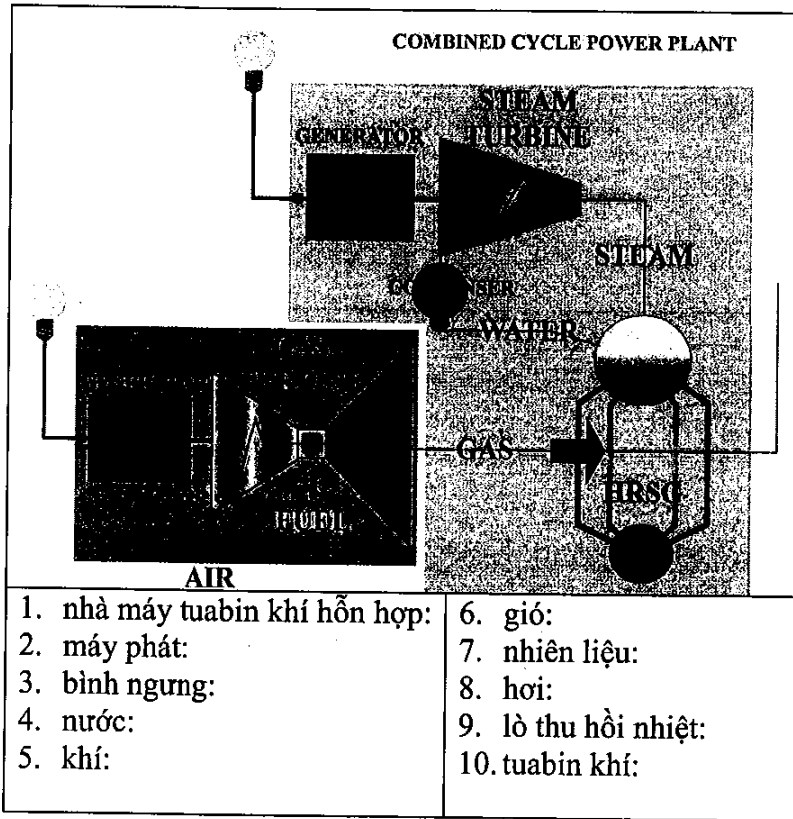 COMBINED CYCLE POWER PLANT
STEAM
TURBINE
GENERATOR
STEAM
CONDENSER
WATER
GAS
HRSG
FUEL
AIR
1. nhà máy tuabin khí hỗn hợp:
2. máy phát:
3. bình ngưng:
4. nước:
5. khí:
6. gió:
7. nhiên liệu:
8. hơi:
9. lò thu hồi nhiệt:
10. tuabin khí: